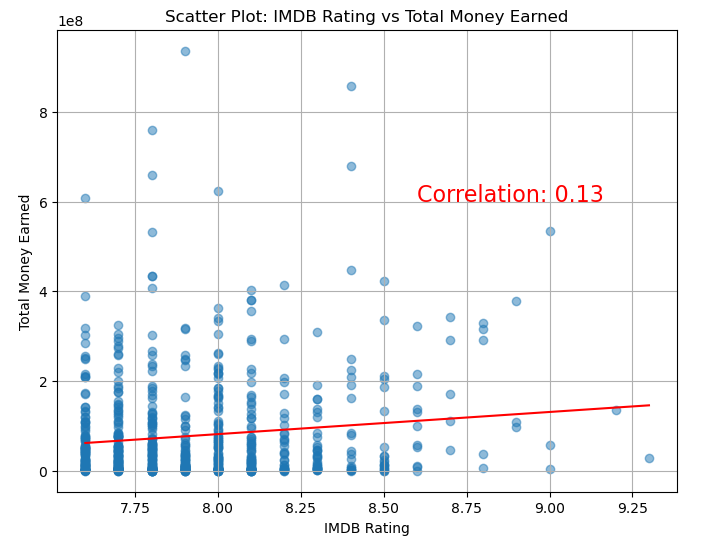 Scatter Plot: IMDB Rating vs Total Money Earned
1e8
8
6
4
2
0
Total Money Earned
Correlation: 0.13
7.75 8.00 8.25 8.50 8.75 9.00 9.25
IMDB Rating